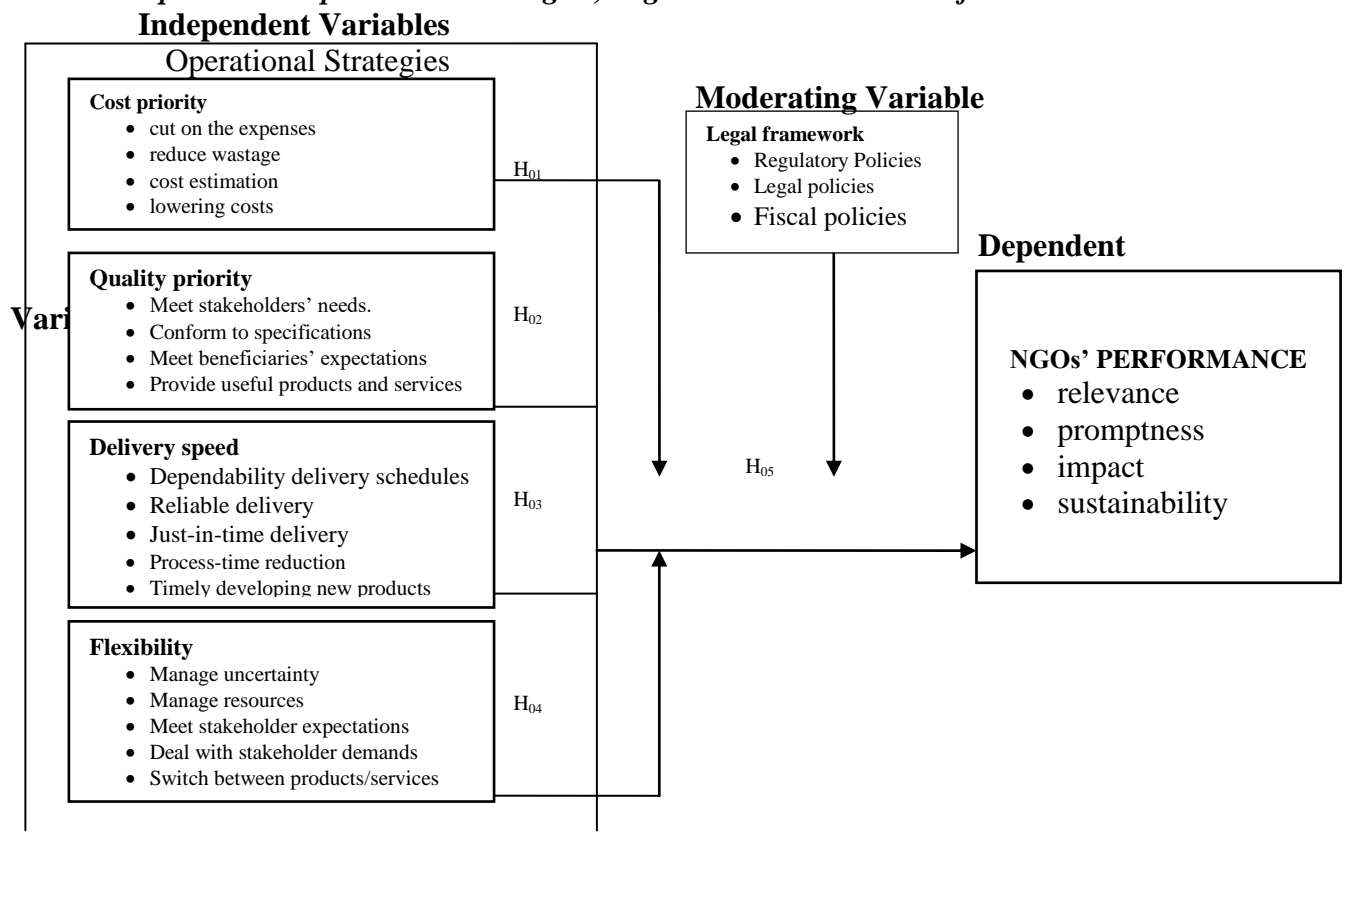 Independent Variables
Operational Strategies
Cost priority
• cut on the expenses
• reduce wastage
• cost estimation
• lowering costs
H01
Quality priority
• Meet stakeholders’ needs.
• Conform to specifications
• Meet beneficiaries’ expectations
• Provide useful products and services
H02
Vari
Delivery speed
• Dependability delivery schedules
• Reliable delivery
• Just-in-time delivery
• Process-time reduction
• Timely developing new products
H03
Flexibility
• Manage uncertainty
• Manage resources
• Meet stakeholder expectations
• Deal with stakeholder demands
• Switch between products/services
H04
Moderating Variable
Legal framework
• Regulatory Policies
• Legal policies
• Fiscal policies
H05
Dependent
NGOs’ PERFORMANCE
• relevance
• promptness
• impact
• sustainability